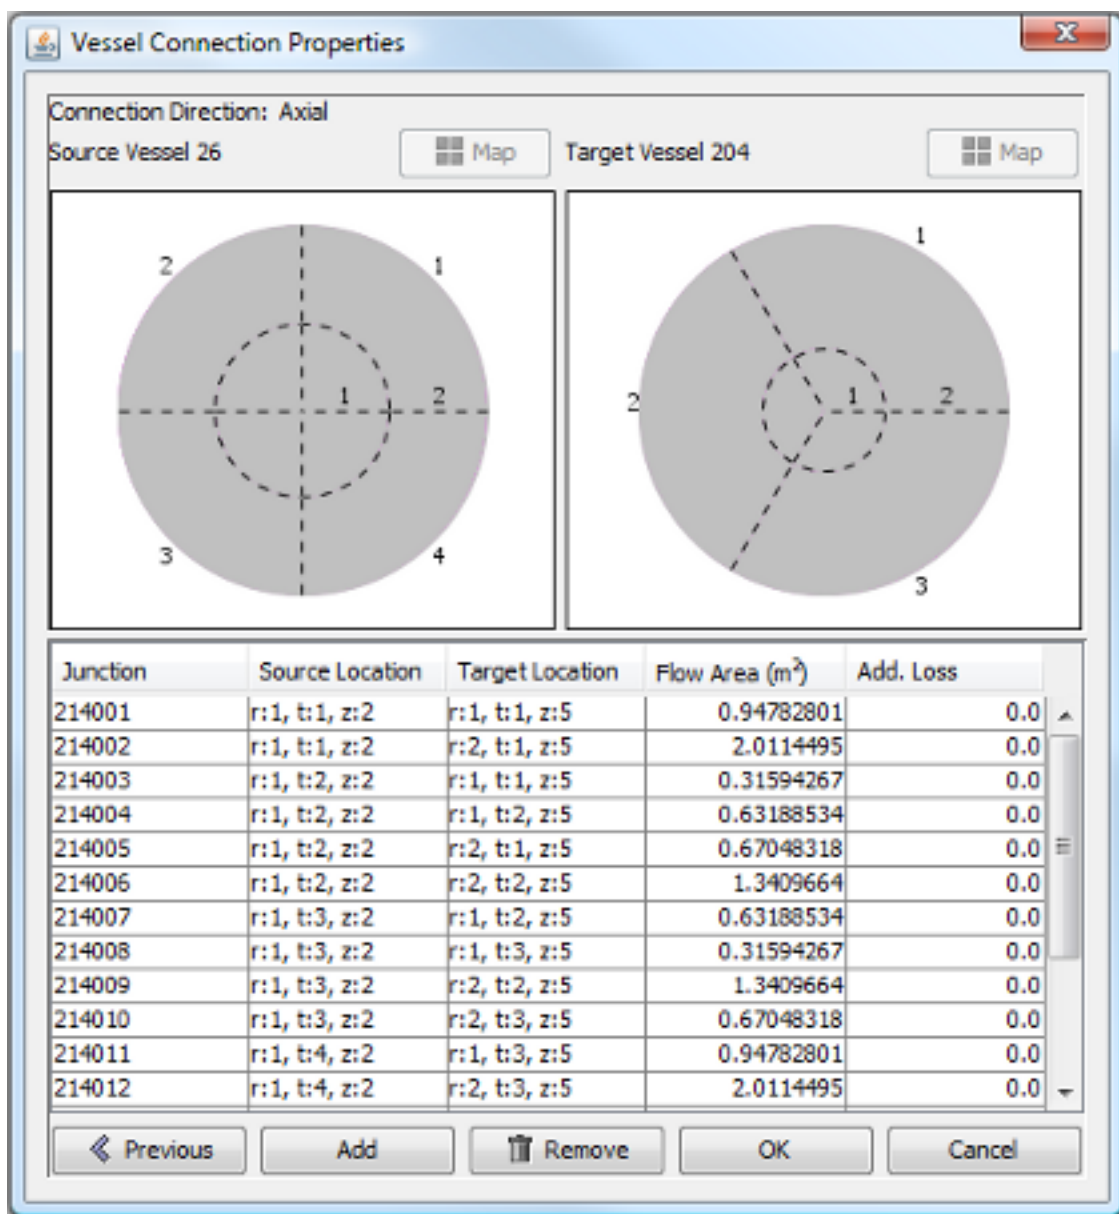 Vessel Connection Properties
Connection Direction: Axial
Source Vessel 26 Map Target Vessel 204 Map
2 1
1 2
3 4
1
2 1 2
3
Junction Source Location Target Location Flow Area (m²) Add. Loss
214001 r:1, t:1, z:2 r:1, t:1, z:5 0.94782801 0.0
214002 r:1, t:1, z:2 r:2, t:1, z:5 2.0114495 0.0
214003 r:1, t:2, z:2 r:1, t:1, z:5 0.31594267 0.0
214004 r:1, t:2, z:2 r:1, t:2, z:5 0.63188534 0.0
214005 r:1, t:2, z:2 r:2, t:1, z:5 0.67048318 0.0
214006 r:1, t:2, z:2 r:2, t:2, z:5 1.3409664 0.0
214007 r:1, t:3, z:2 r:1, t:2, z:5 0.63188534 0.0
214008 r:1, t:3, z:2 r:1, t:3, z:5 0.31594267 0.0
214009 r:1, t:3, z:2 r:2, t:2, z:5 1.3409664 0.0
214010 r:1, t:3, z:2 r:2, t:3, z:5 0.67048318 0.0
214011 r:1, t:4, z:2 r:1, t:3, z:5 0.94782801 0.0
214012 r:1, t:4, z:2 r:2, t:3, z:5 2.0114495 0.0
Previous Add Remove OK Cancel